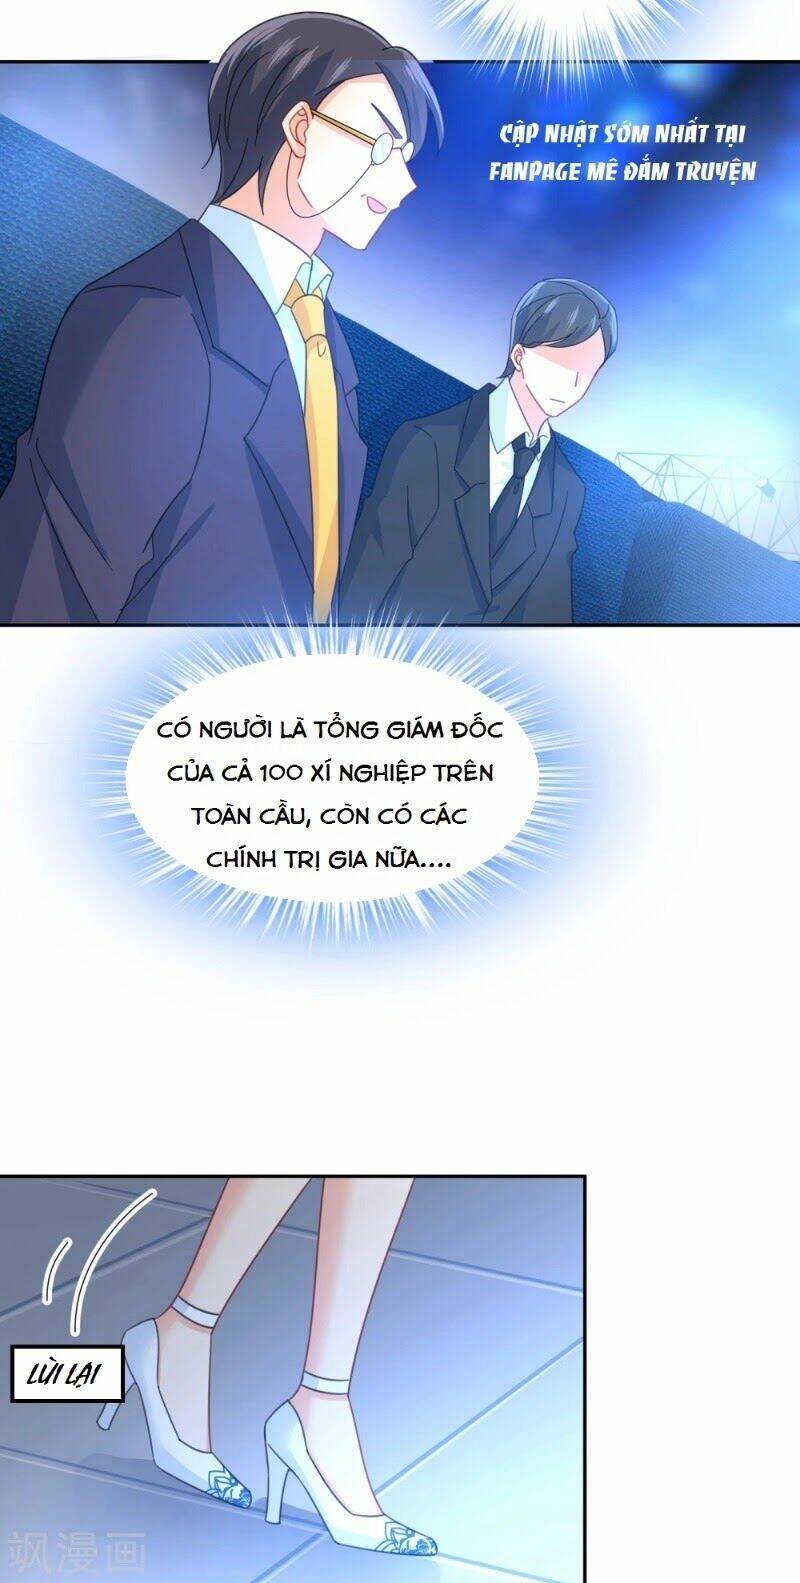 CẬP NHẬT SỚM NHẤT TẠI
FANPAGE MÊ ĐẮM TRUYỆN
CÓ NGƯỜI LÀ TỔNG GIÁM ĐỐC
CỦA CẢ 100 XÍ NGHIỆP TRÊN
TOÀN CẦU, CÒN CÓ CÁC
CHÍNH TRỊ GIA NỮA....
LÙI LẠI
飒漫画